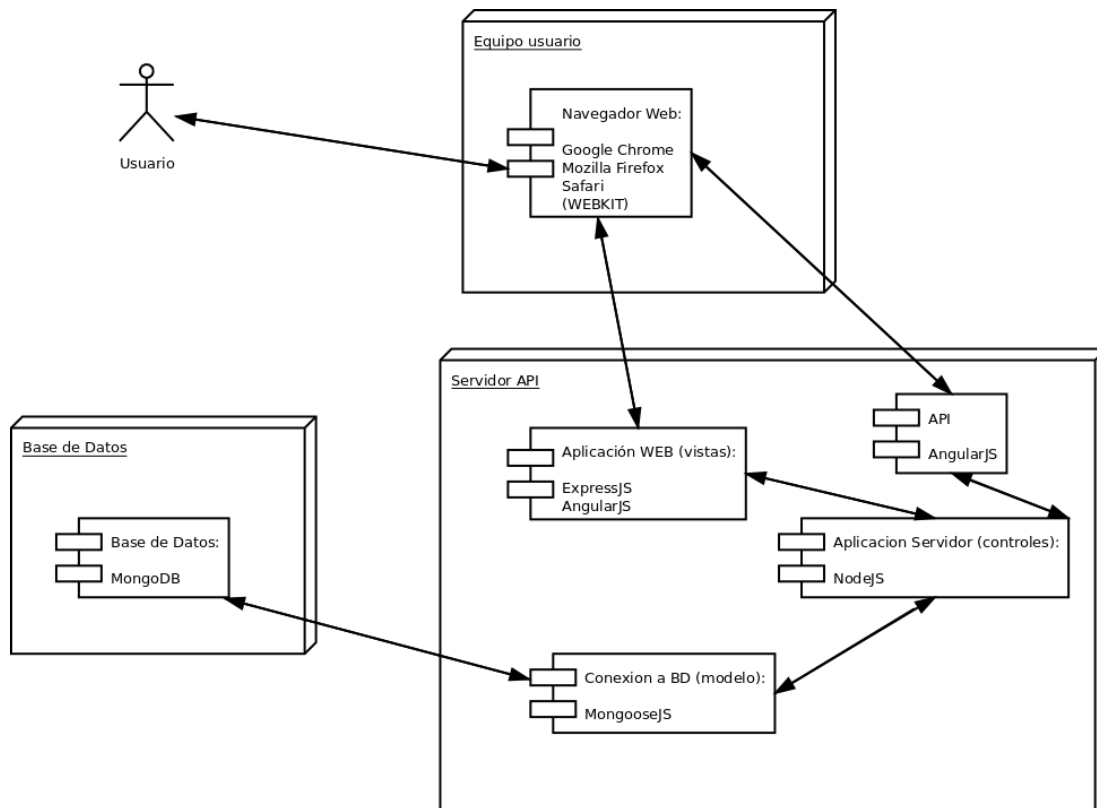 Equipo usuario
Navegador Web:
Google Chrome
Mozilla Firefox
Safari
(WEBKIT)
Usuario
Servidor API
API
AngularJS
Aplicación WEB (vistas):
ExpressJS
AngularJS
Base de Datos
Base de Datos:
MongoDB
Aplicacion Servidor (controles):
NodeJS
Conexion a BD (modelo):
MongooseJS